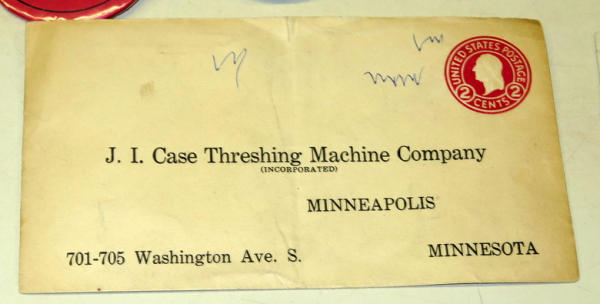 UNITED STATES POSTAGE
2 CENTS 2
J. I. Case Threshing Machine Company
(INCORPORATED)
MINNEAPOLIS
701-705 Washington Ave. S. MINNESOTA